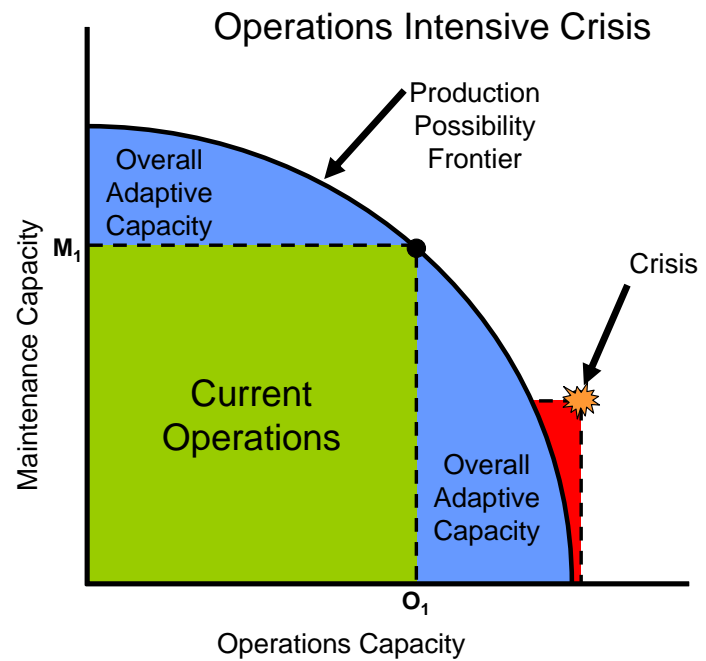 Operations Intensive Crisis
Production
Possibility
Frontier
Overall
Adaptive
Capacity
M1
Crisis
Maintenance Capacity
Current
Operations
Overall
Adaptive
Capacity
O1
Operations Capacity